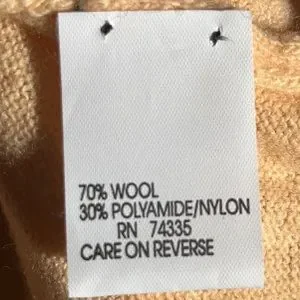 70% WOOL
30% POLYAMIDE/NYLON
RN 74335
CARE ON REVERSE